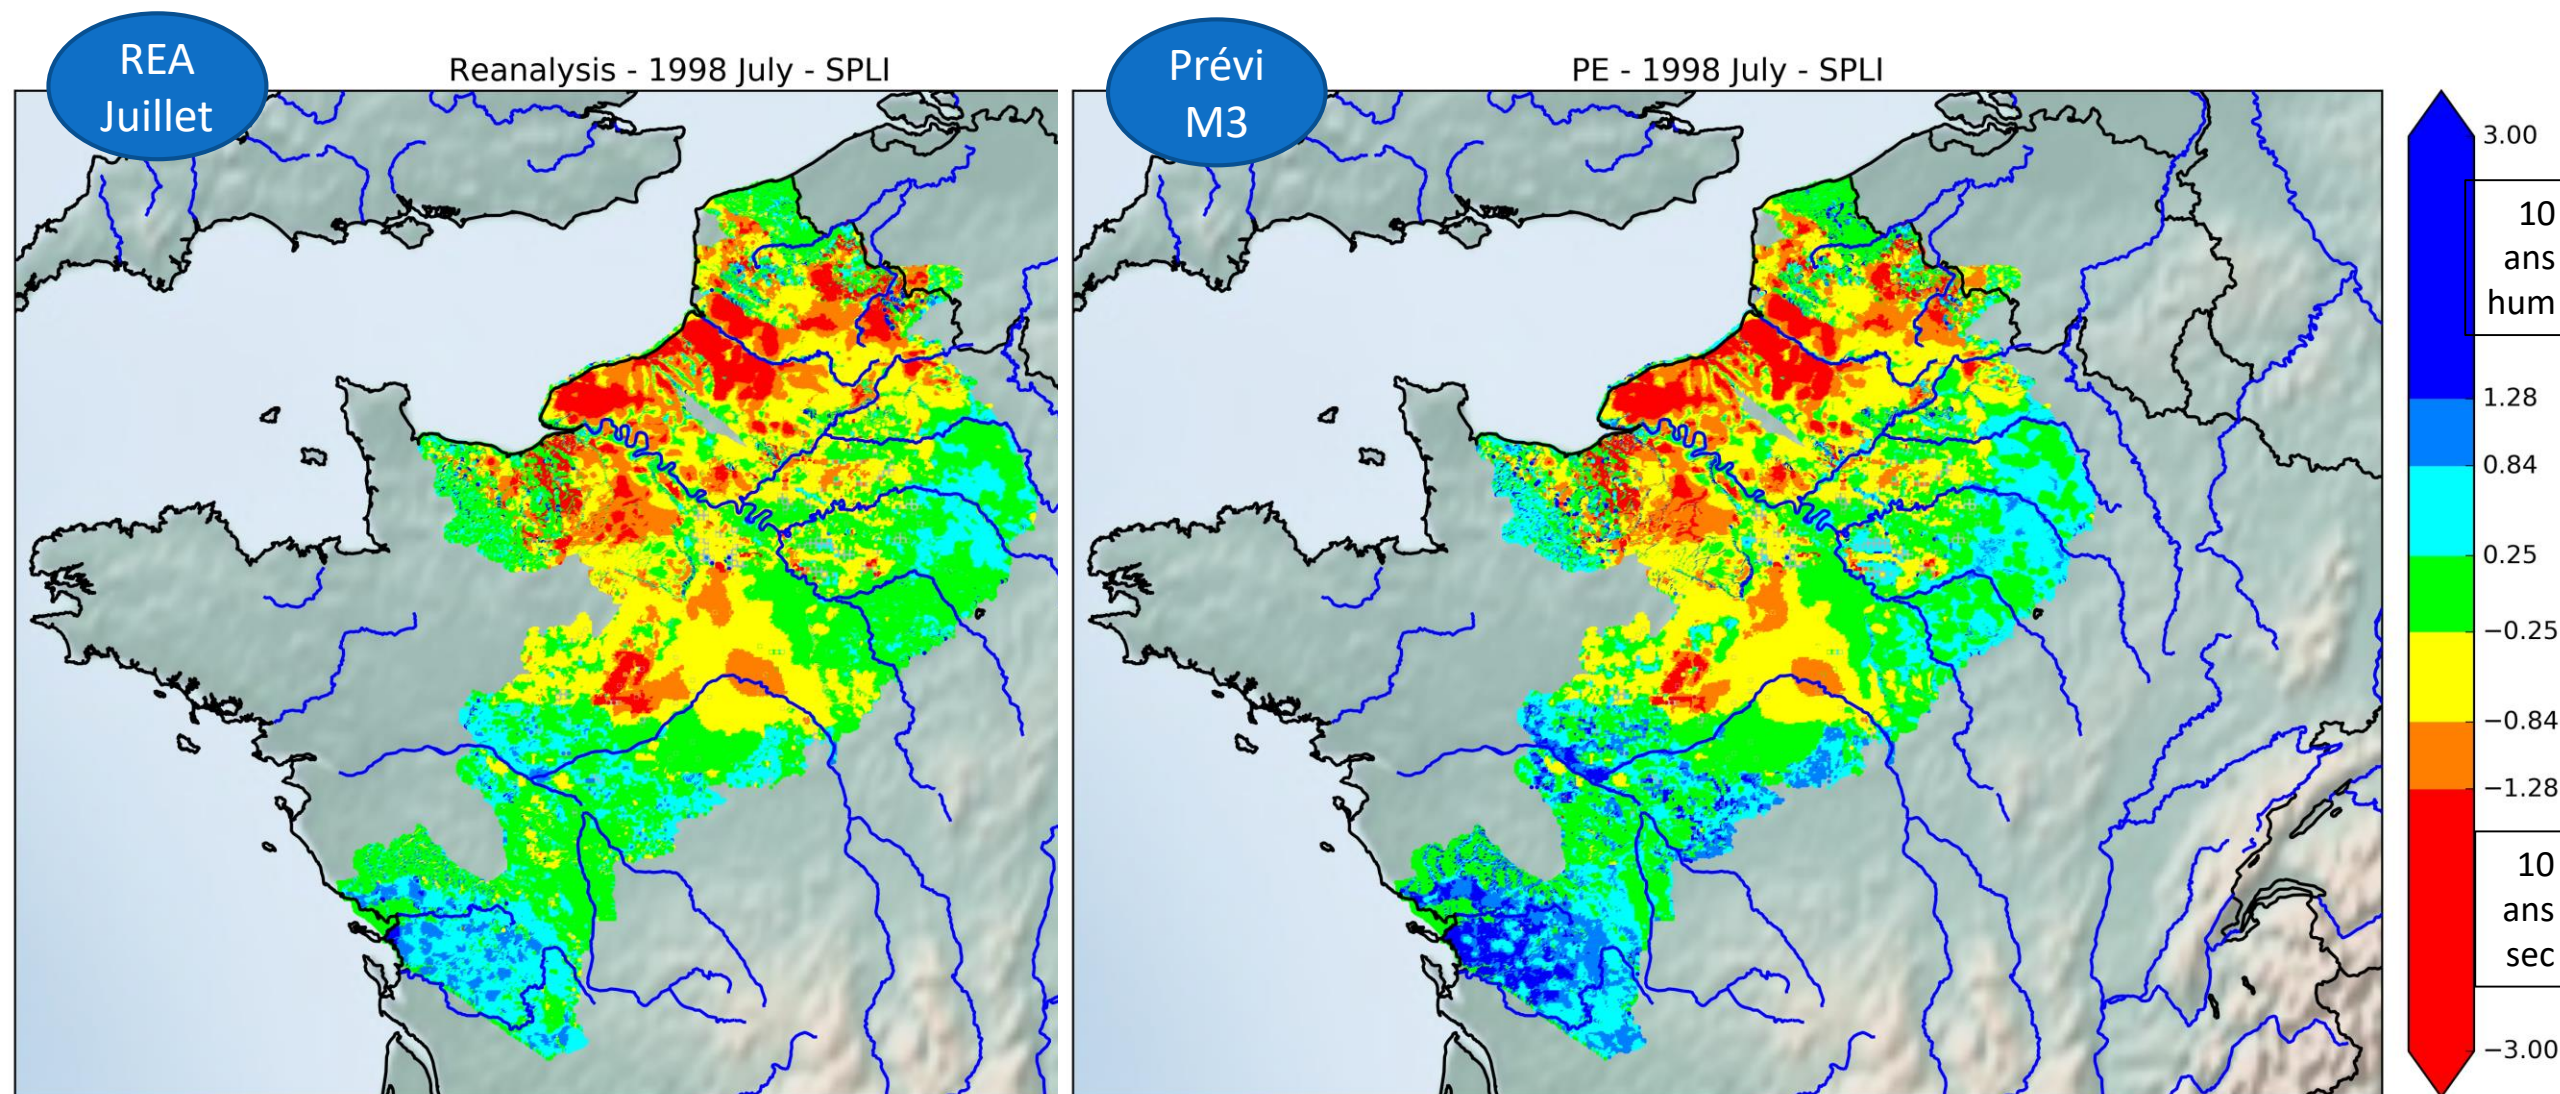 REA
Juillet
Reanalysis - 1998 July - SPLI
Prévi
M3
PE - 1998 July - SPLI
3.00
10
ans
hum
1.28
0.84
0.25
−0.25
−0.84
−1.28
10
ans
sec
−3.00